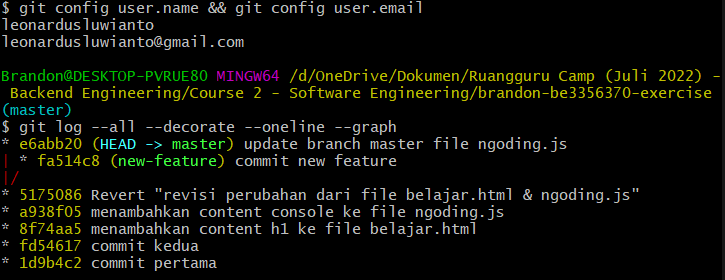 $ git config user.name && git config user.email
leonardusluwianto
leonardusluwianto@gmail.com
Brandon@DESKTOP-PVRUE80 MINGW64 /d/OneDrive/Dokumen/Ruangguru Camp (Juli 2022) -
 Backend Engineering/Course 2 - Software Engineering/brandon-be3356370-exercise
(master)
$ git log --all --decorate --oneline --graph
* e6abb20 (HEAD -> master) update branch master file ngoding.js
| * fa514c8 (new-feature) commit new feature
|/
* 5175086 Revert "revisi perubahan dari file belajar.html & ngoding.js"
* a938f05 menambahkan content console ke file ngoding.js
* 8f74aa5 menambahkan content h1 ke file belajar.html
* fd54617 commit kedua
* 1d9b4c2 commit pertama